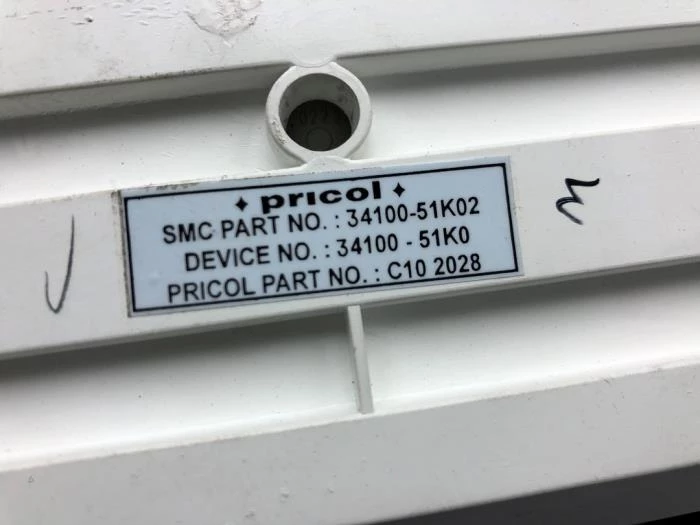 pricol
SMC PART NO. : 34100-51K02
DEVICE NO. : 34100 - 51K0
PRICOL PART NO. : C10 2028